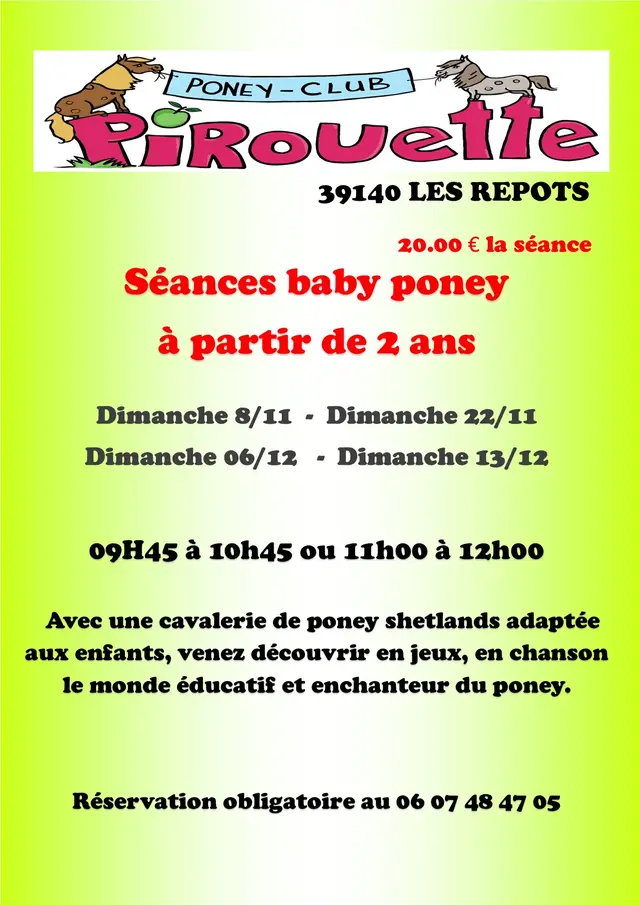 PONEY-CLUB
PiROUette
39140 LES REPOTS
20.00 € la séance
Séances baby poney
à partir de 2 ans
Dimanche 8/11 - Dimanche 22/11
Dimanche 06/12 - Dimanche 13/12
09H45 à 10h45 ou 11h00 à 12h00
Avec une cavalerie de poney shetlands adaptée
aux enfants, venez découvrir en jeux, en chanson
le monde éducatif et enchanteur du poney.
Réservation obligatoire au 06 07 48 47 05